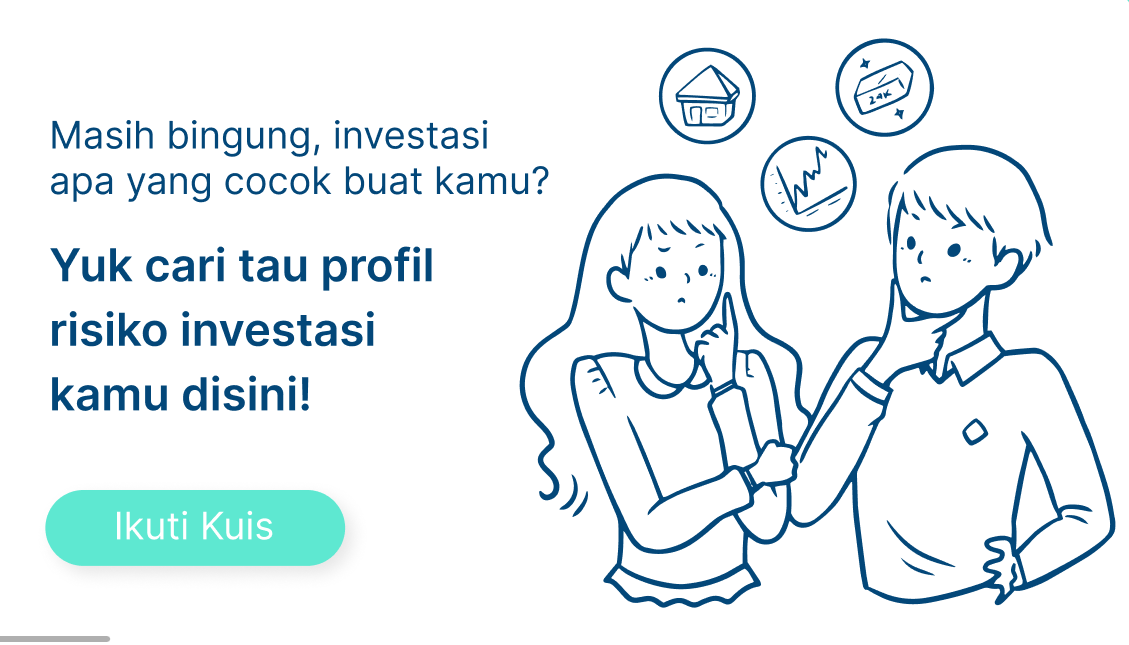 Masih bingung, investasi
apa yang cocok buat kamu?
Yuk cari tau profil
risiko investasi
kamu disini!
Ikuti Kuis
24K